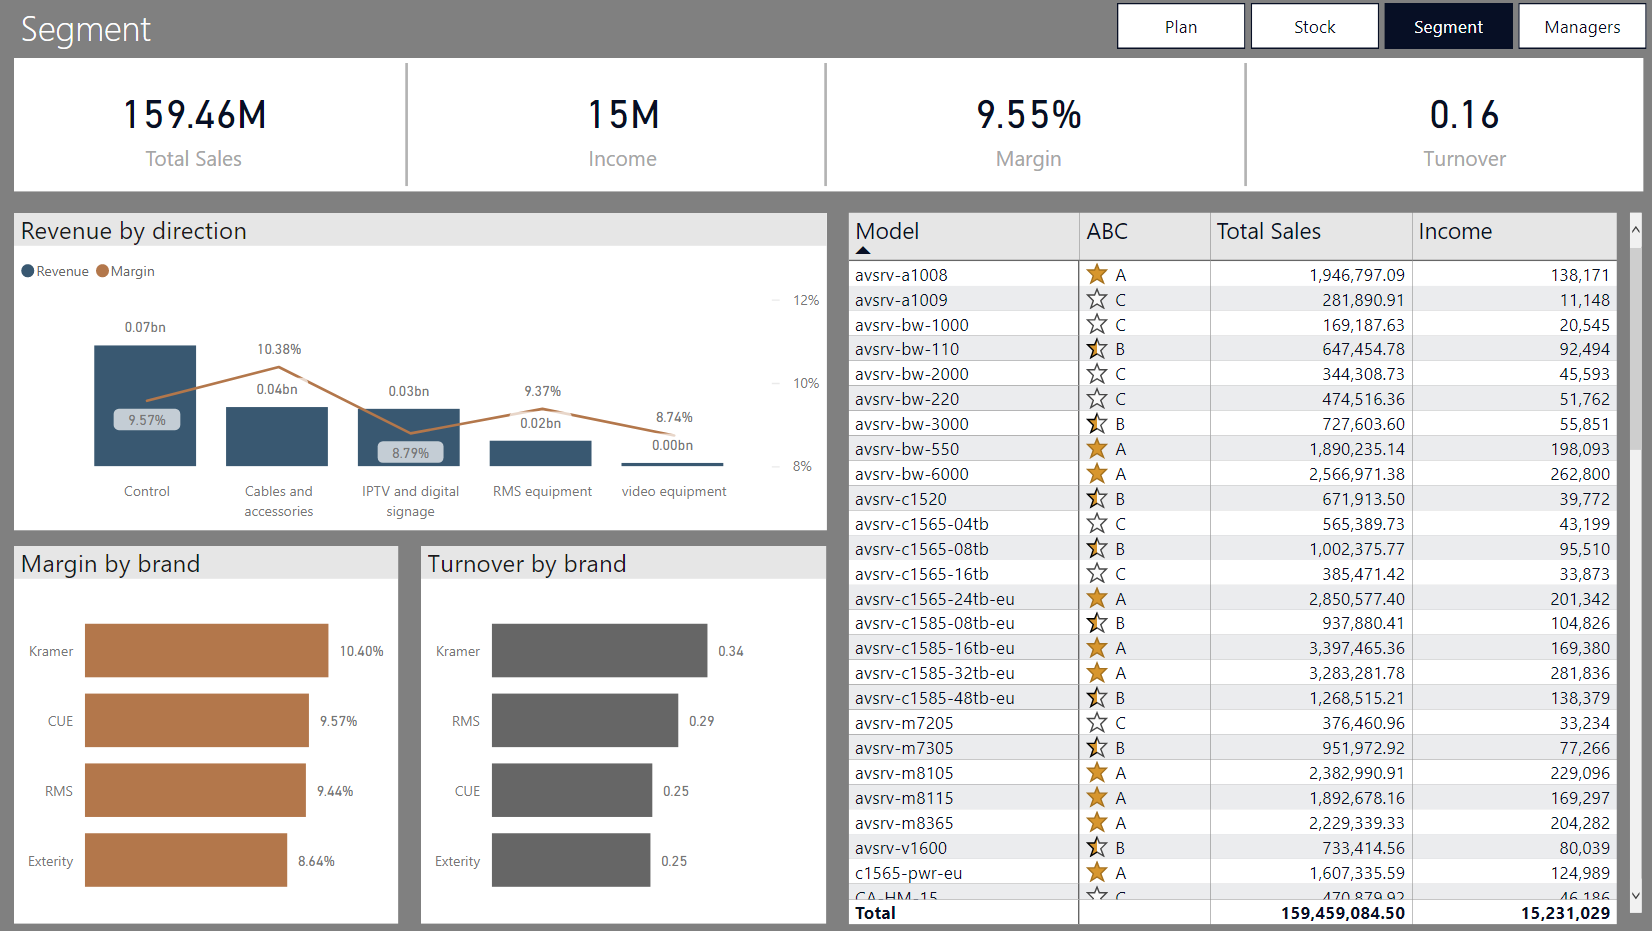 Segment
Plan
Stock
Segment
Managers
159.46M
Total Sales
15M
Income
9.55%
Margin
0.16
Turnover
Revenue by direction
Revenue
Margin
12%
10%
8%
0.07bn
10.38%
0.04bn
0.03bn
9.37%
0.02bn
8.74%
0.00bn
9.57%
8.79%
Control
Cables and
accessories
IPTV and digital
signage
RMS equipment
video equipment
Margin by brand
Kramer 10.40%
CUE 9.57%
RMS 9.44%
Exterity 8.64%
Turnover by brand
Kramer 0.34
RMS 0.29
CUE 0.25
Exterity 0.25
Model ABC Total Sales Income
avsrv-a1008 A 1,946,797.09 138,171
avsrv-a1009 C 281,890.91 11,148
avsrv-bw-1000 C 169,187.63 20,545
avsrv-bw-110 B 647,454.78 92,494
avsrv-bw-2000 C 344,308.73 45,593
avsrv-bw-220 C 474,516.36 51,762
avsrv-bw-3000 B 727,603.60 55,851
avsrv-bw-550 A 1,890,235.14 198,093
avsrv-bw-6000 A 2,566,971.38 262,800
avsrv-c1520 B 671,913.50 39,772
avsrv-c1565-04tb C 565,389.73 43,199
avsrv-c1565-08tb B 1,002,375.77 95,510
avsrv-c1565-16tb C 385,471.42 33,873
avsrv-c1565-24tb-eu A 2,850,577.40 201,342
avsrv-c1585-08tb-eu B 937,880.41 104,826
avsrv-c1585-16tb-eu A 3,397,465.36 169,380
avsrv-c1585-32tb-eu A 3,283,281.78 281,836
avsrv-c1585-48tb-eu B 1,268,515.21 138,379
avsrv-m7205 C 376,460.96 33,234
avsrv-m7305 B 951,972.92 77,266
avsrv-m8105 A 2,382,990.91 229,096
avsrv-m8115 A 1,892,678.16 169,297
avsrv-m8365 A 2,229,339.33 204,282
avsrv-v1600 B 733,414.56 80,039
c1565-pwr-eu A 1,607,335.59 124,989
CA-HM-15 C 470,879.92 46,186
Total 159,459,084.50 15,231,029